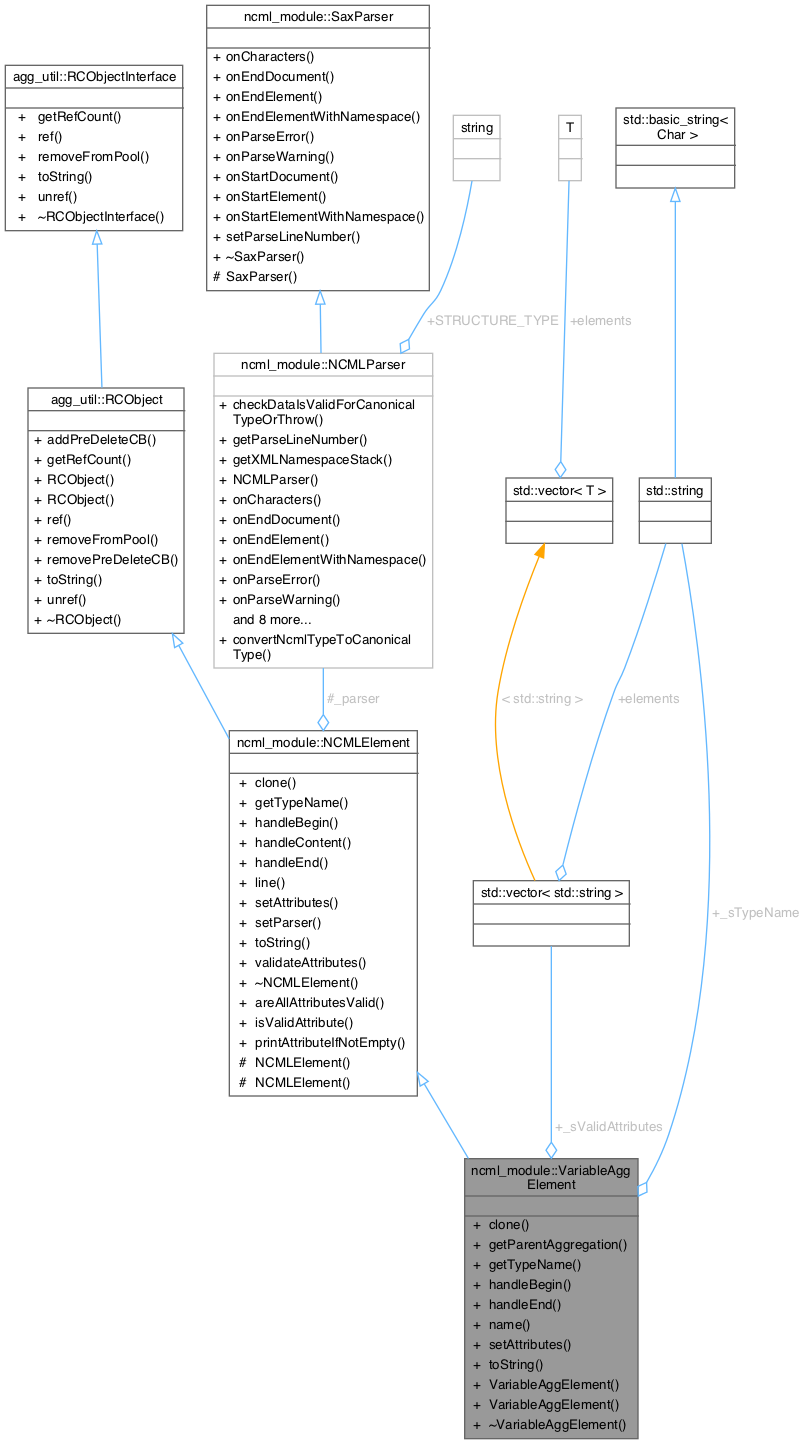 ncml_module::SaxParser
+ onCharacters()
+ onEndDocument()
+ onEndElement()
+ onEndElementWithNamespace()
+ onParseError()
+ onParseWarning()
+ onStartDocument()
+ onStartElement()
+ onStartElementWithNamespace()
+ setParseLineNumber()
+ ~SaxParser()
# SaxParser()
agg_util::RCObjectInterface
+ getRefCount()
+ ref()
+ removeFromPool()
+ toString()
+ unref()
+ ~RCObjectInterface()
string
T
std::basic_string<
Char >
+STRUCTURE_TYPE
+elements
ncml_module::NCMLParser
+ checkDataIsValidForCanonical
TypeOrThrow()
+ getParseLineNumber()
+ getXMLNamespaceStack()
+ NCMLParser()
+ onCharacters()
+ onEndDocument()
+ onEndElement()
+ onEndElementWithNamespace()
+ onParseError()
+ onParseWarning()
and 8 more...
+ convertNcmlTypeToCanonical
Type()
agg_util::RCObject
+ addPreDeleteCB()
+ getRefCount()
+ RCObject()
+ RCObject()
+ ref()
+ removeFromPool()
+ removePreDeleteCB()
+ toString()
+ unref()
+ ~RCObject()
std::vector< T >
std::string
#_parser
< std::string >
+elements
ncml_module::NCMLElement
+ clone()
+ getTypeName()
+ handleBegin()
+ handleContent()
+ handleEnd()
+ line()
+ setAttributes()
+ setParser()
+ toString()
+ validateAttributes()
+ ~NCMLElement()
+ areAllAttributesValid()
+ isValidAttribute()
+ printAttributeIfNotEmpty()
# NCMLElement()
# NCMLElement()
std::vector< std::string >
+_sTypeName
+_sValidAttributes
ncml_module::VariableAgg
Element
+ clone()
+ getParentAggregation()
+ getTypeName()
+ handleBegin()
+ handleEnd()
+ name()
+ setAttributes()
+ toString()
+ VariableAggElement()
+ VariableAggElement()
+ ~VariableAggElement()